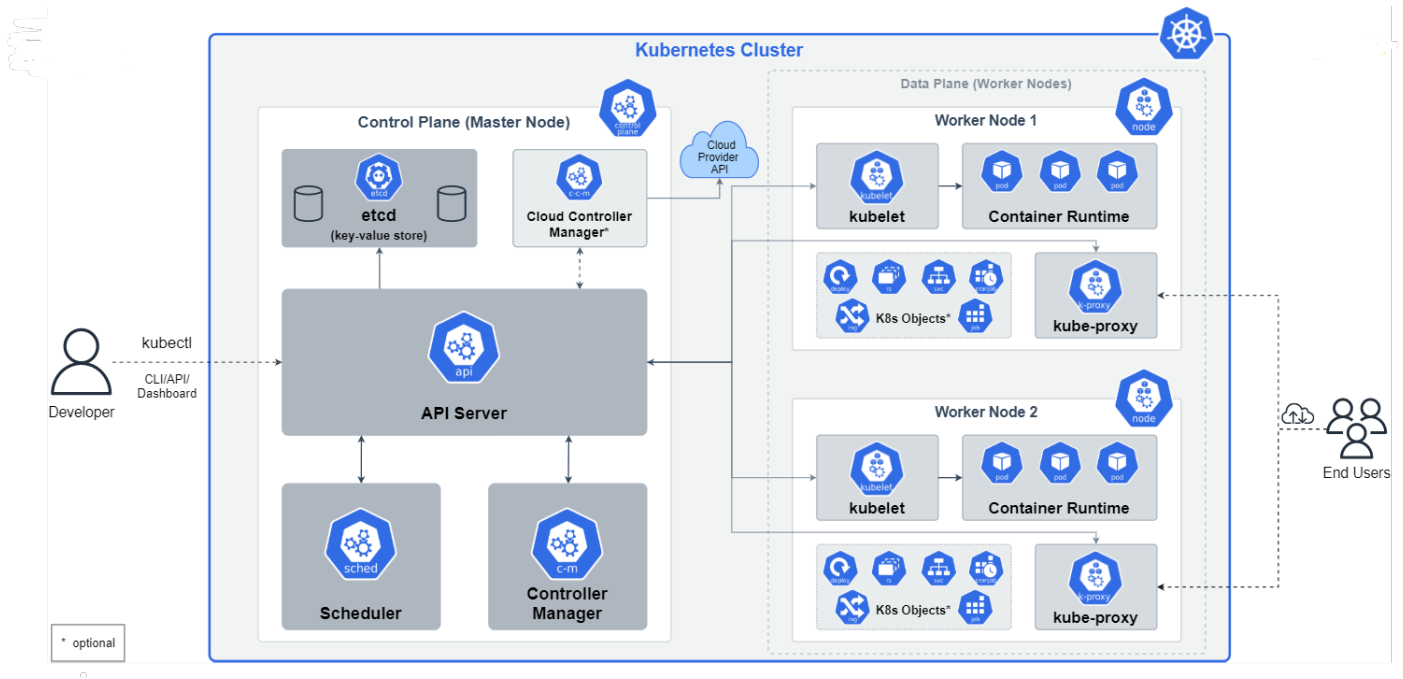 Kubernetes Cluster
Data Plane (Worker Nodes)
Control Plane (Master Node)
control
plane
etcd
etcd
(key-value store)
c-c-m
Cloud Controller
Manager*
Cloud
Provider
API
Worker Node 1
node
kubelet
kubelet
pod
pod
pod
Container Runtime
deploy
rs
svc
cronjob
ing
K8s Objects*
job
k-proxy
kube-proxy
Developer
kubectl
CLI/API/
Dashboard
api
API Server
sched
Scheduler
c-m
Controller
Manager
Worker Node 2
node
kubelet
kubelet
pod
pod
pod
Container Runtime
deploy
rs
svc
cronjob
ing
K8s Objects*
job
k-proxy
kube-proxy
End Users
* optional